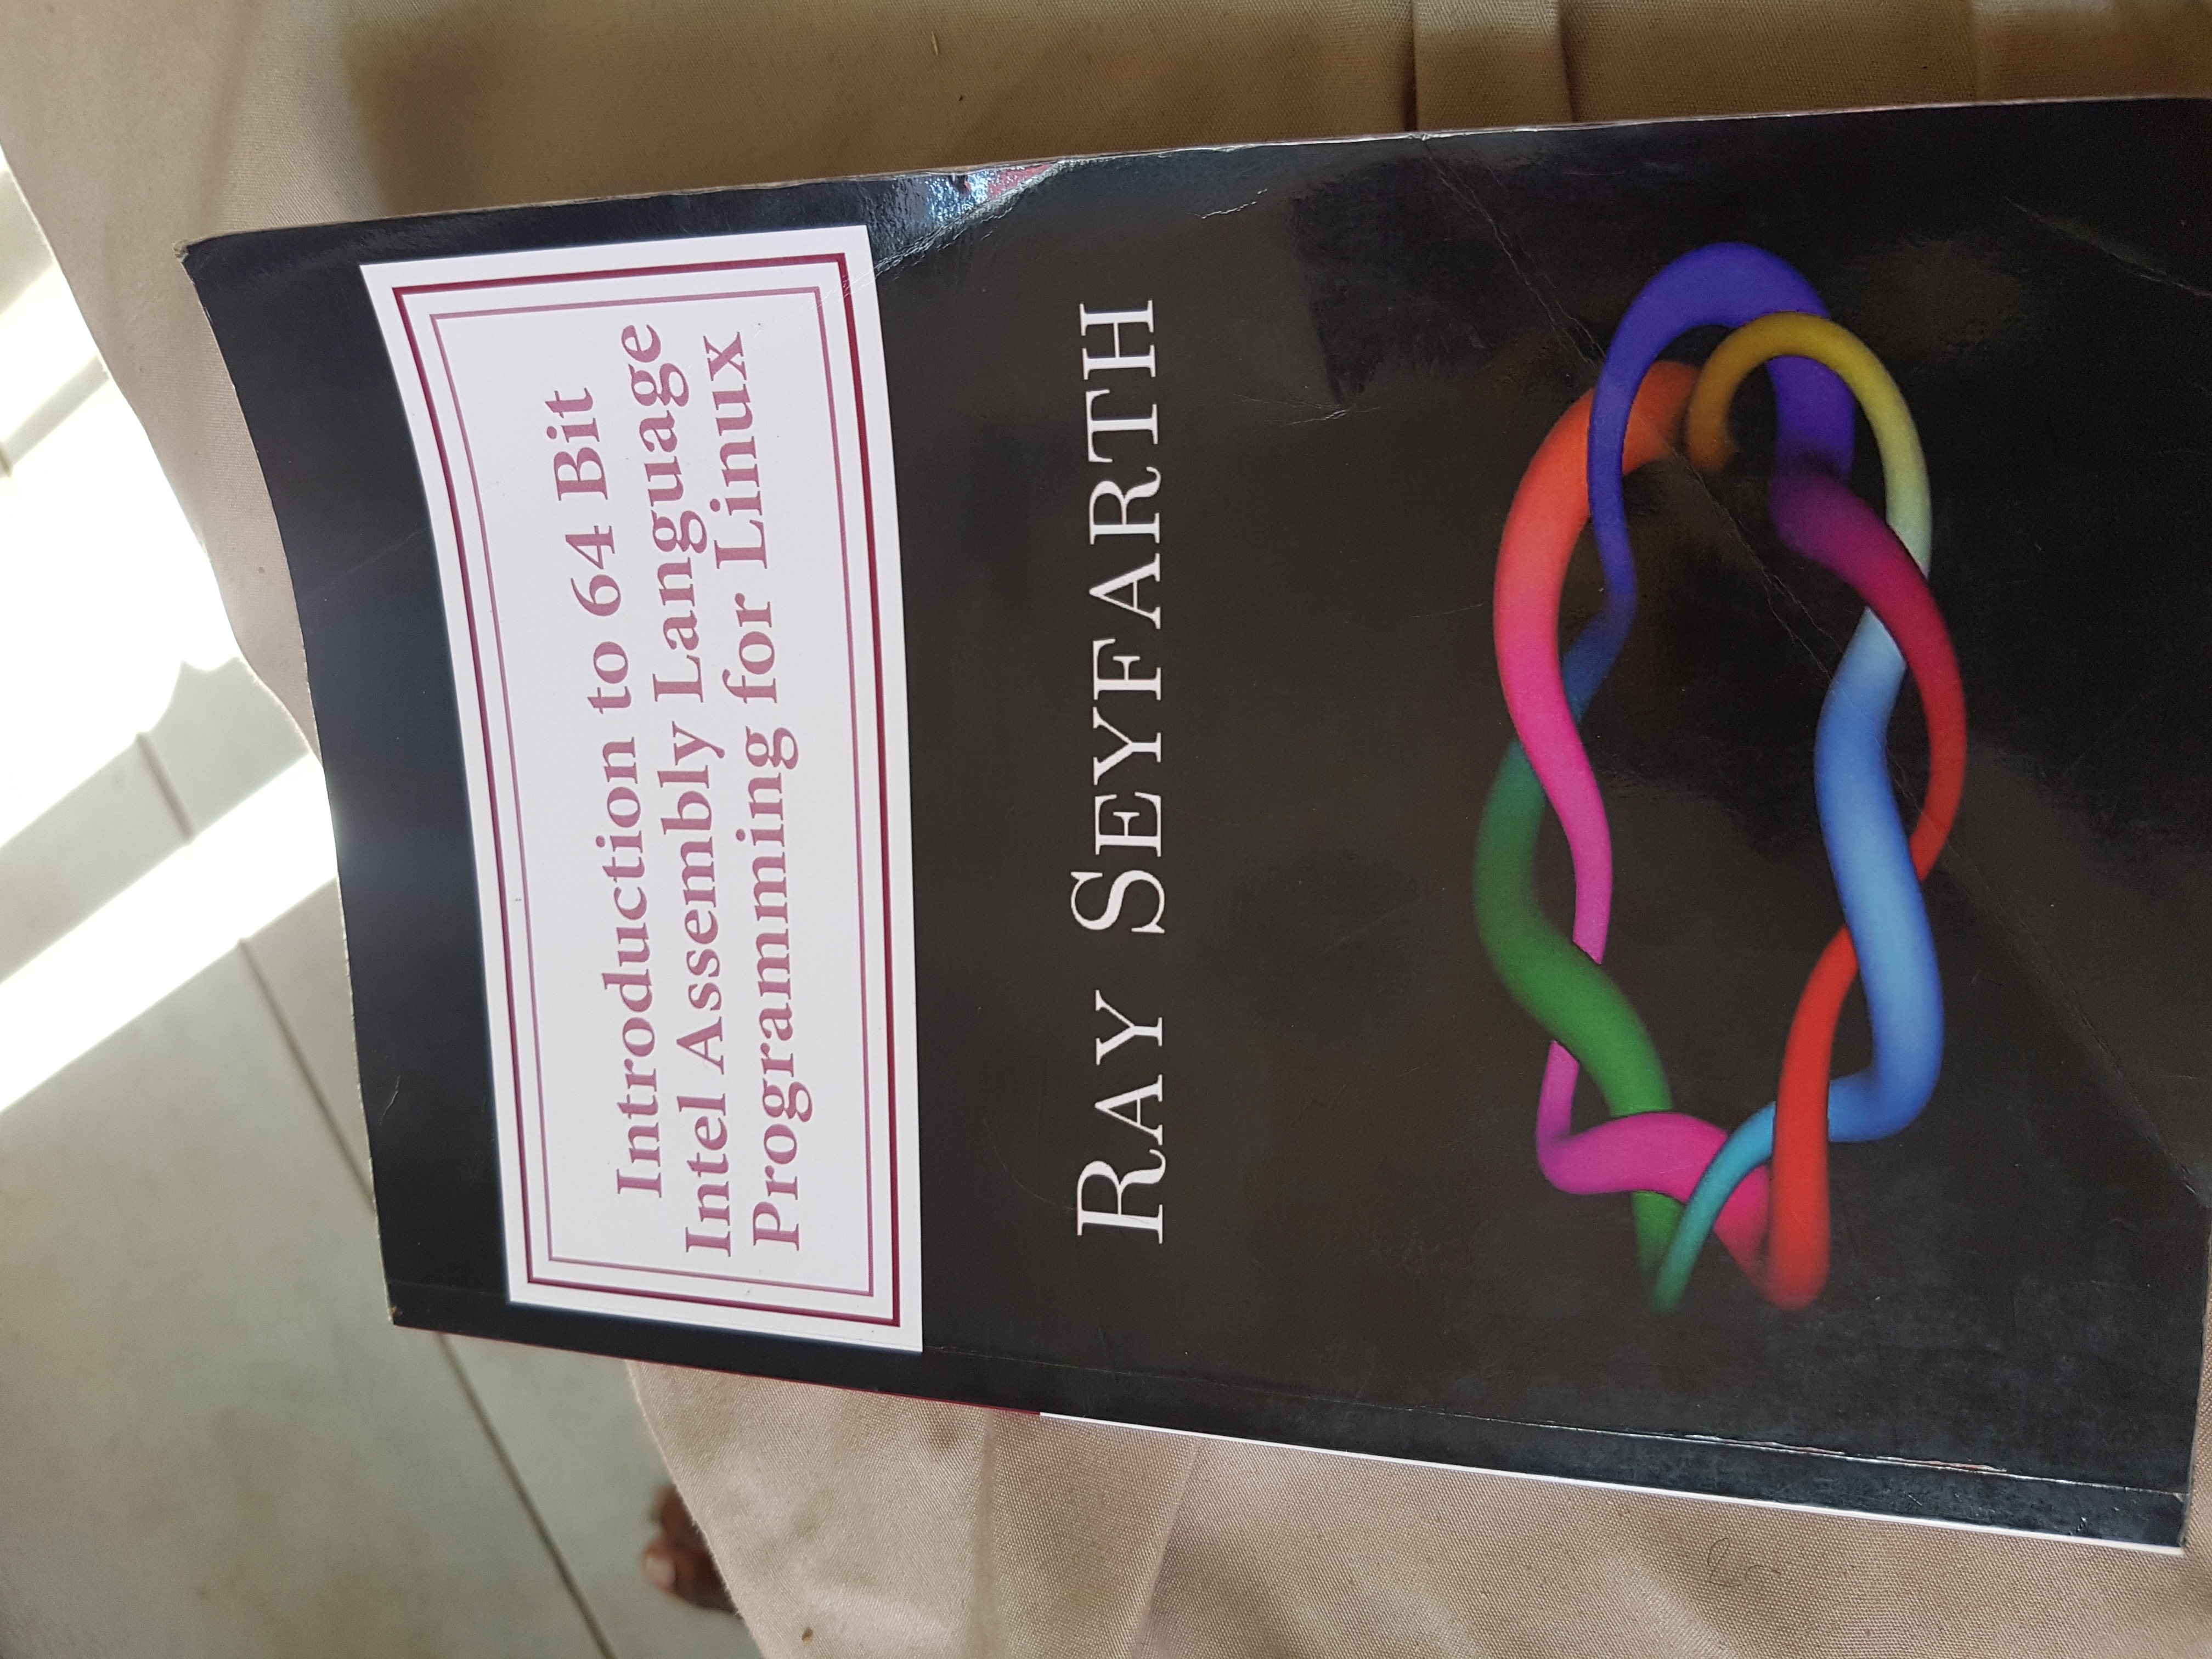 Introduction to 64 Bit
Intel Assembly Language
Programming for Linux
RAY SEYFARTH